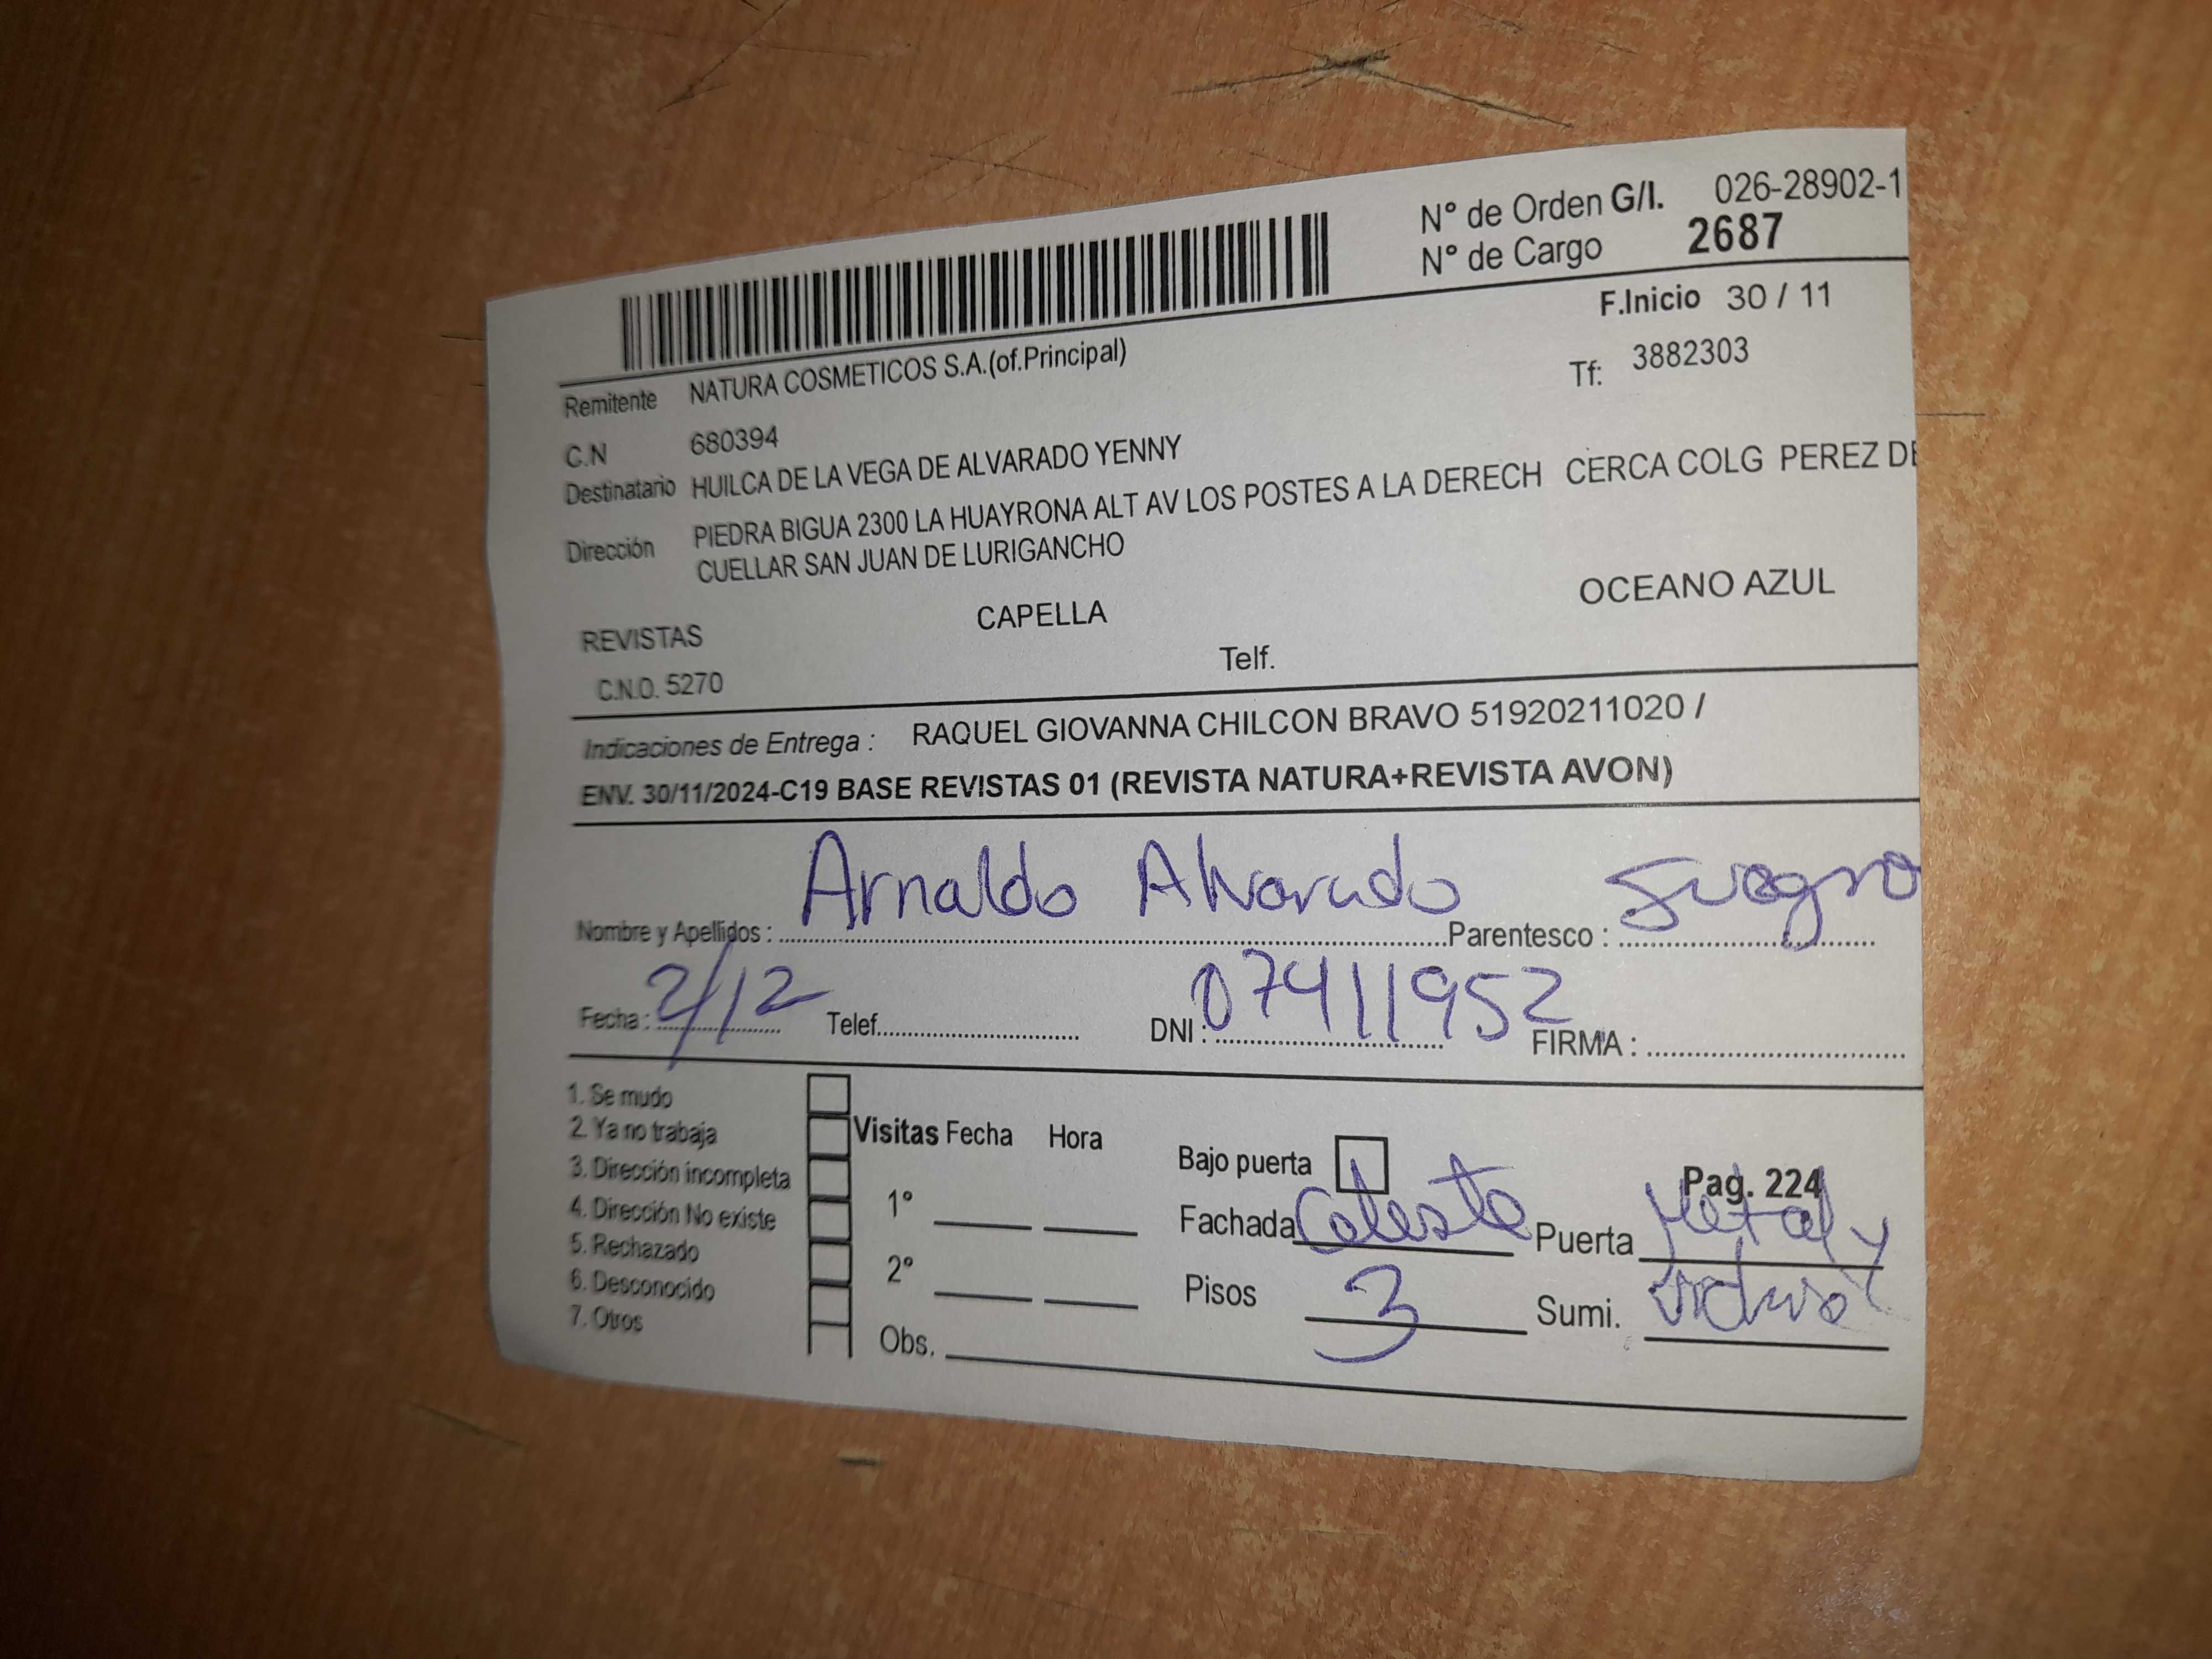 N° de Orden G/I. 026-28902-1
N° de Cargo 2687
F.Inicio 30 / 11
Remitente NATURA COSMETICOS S.A.(of.Principal) Tf: 3882303
C.N 680394
Destinatario HUILCA DE LA VEGA DE ALVARADO YENNY
Dirección PIEDRA BIGUA 2300 LA HUAYRONA ALT AV LOS POSTES A LA DERECH CERCA COLG PEREZ DE
CUELLAR SAN JUAN DE LURIGANCHO
REVISTAS CAPELLA OCEANO AZUL
C.N.O. 5270 Telf.
Indicaciones de Entrega : RAQUEL GIOVANNA CHILCON BRAVO 51920211020 /
ENV. 30/11/2024-C19 BASE REVISTAS 01 (REVISTA NATURA+REVISTA AVON)
Nombre y Apellidos : Arnaldo Alvarado Parentesco : suegro
Fecha : 2/12 Telef. DNI : 07411952 FIRMA :
1. Se mudo
2. Ya no trabaja
3. Dirección incompleta
4. Dirección No existe
5. Rechazado
6. Desconocido
7. Otros
Visitas Fecha Hora
1°
2°
Obs.
Bajo puerta Pag. 224
Fachada Celeste Puerta Metal y
Pisos 3 Sumi. vidrio